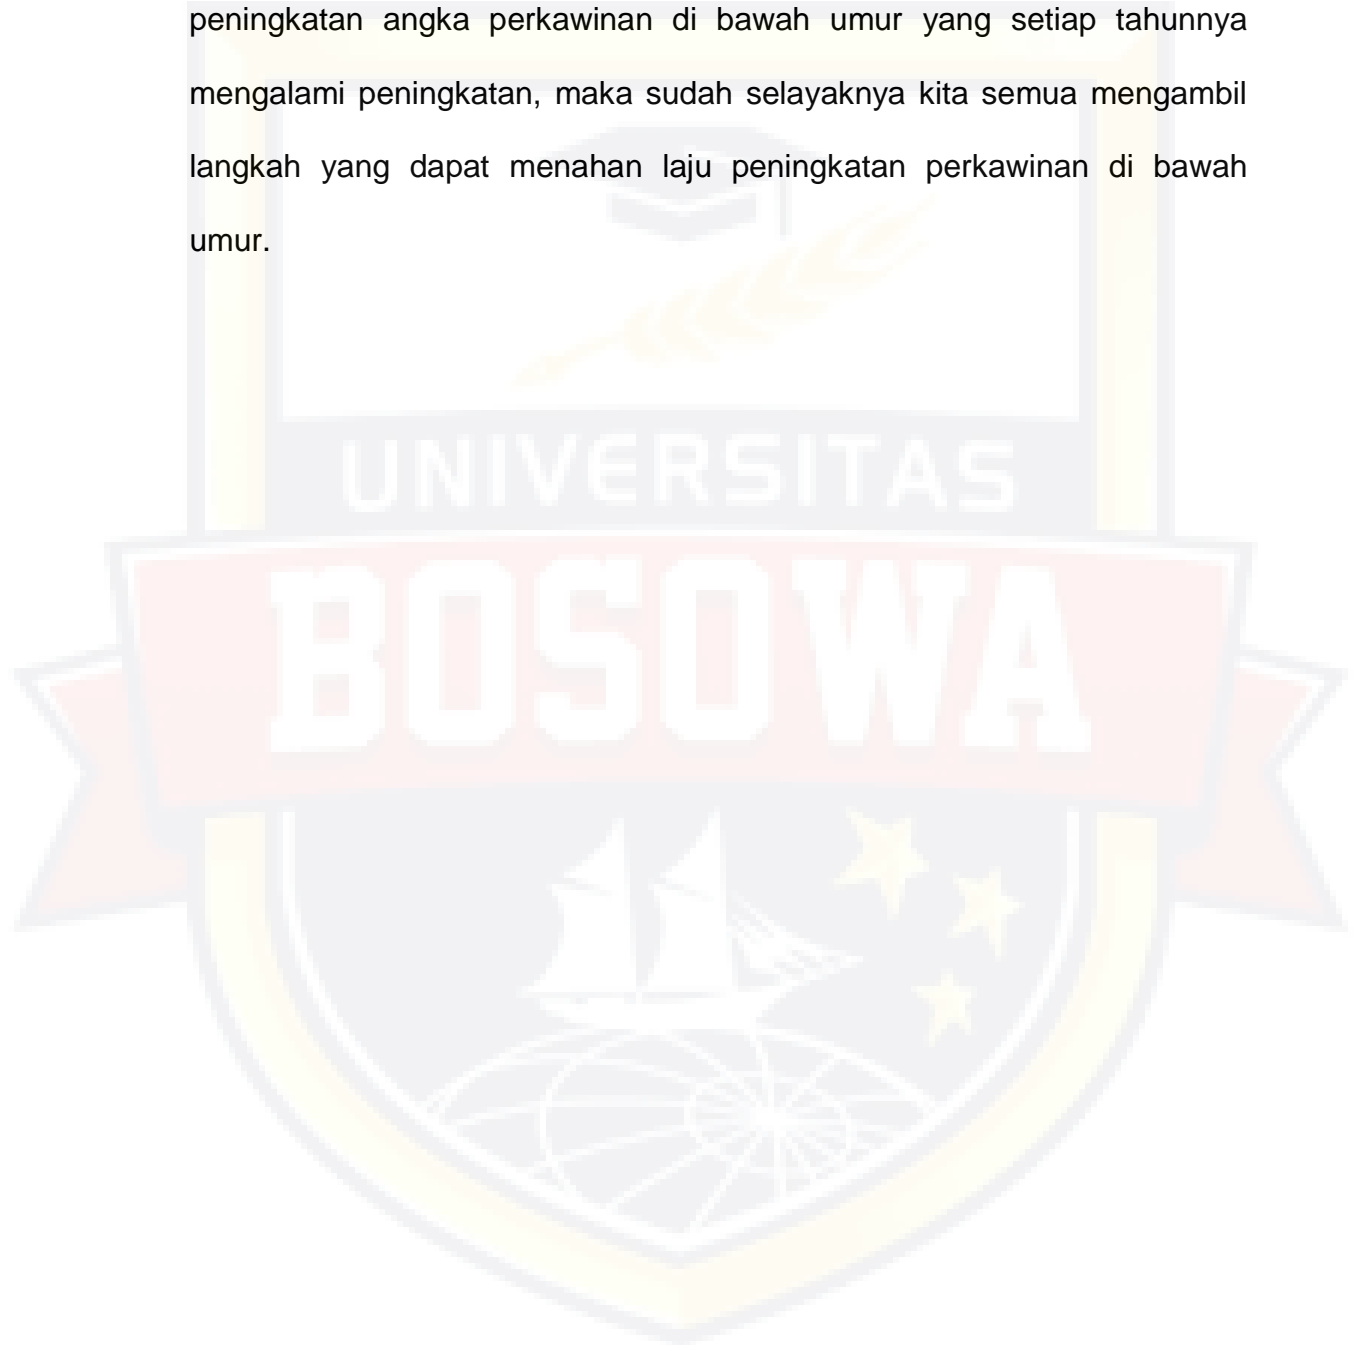 peningkatan angka perkawinan di bawah umur yang setiap tahunnya
mengalami peningkatan, maka sudah selayaknya kita semua mengambil
langkah yang dapat menahan laju peningkatan perkawinan di bawah
umur.
UNIVERSITAS
BOSOWA